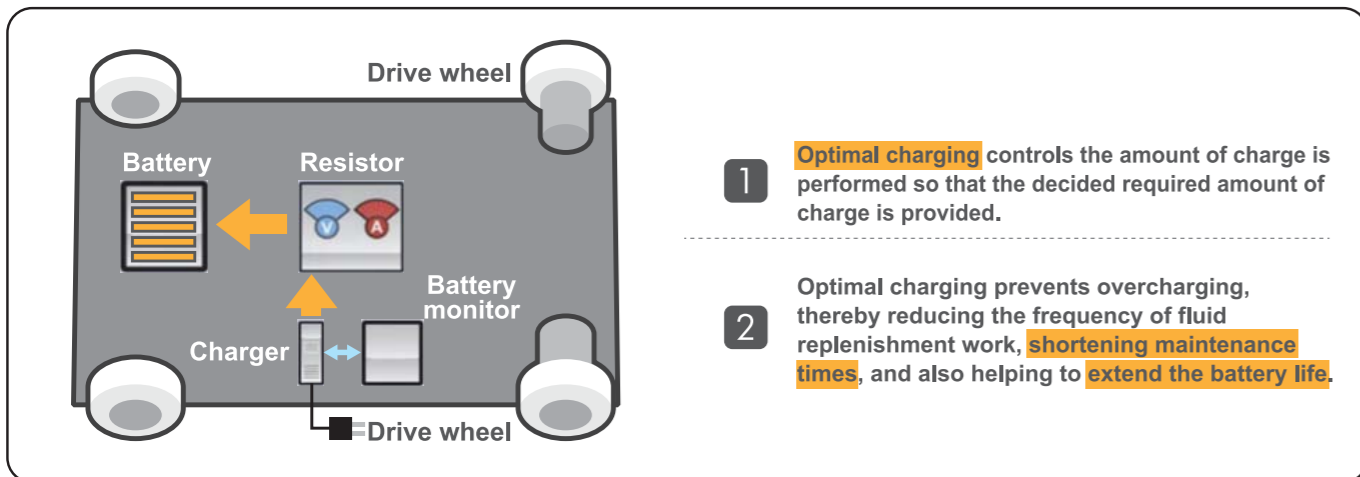 Drive wheel
Battery
Resistor
V
A
Battery
monitor
Charger
Drive wheel
1
Optimal charging controls the amount of charge is
performed so that the decided required amount of
charge is provided.
2
Optimal charging prevents overcharging,
thereby reducing the frequency of fluid
replenishment work, shortening maintenance
times, and also helping to extend the battery life.